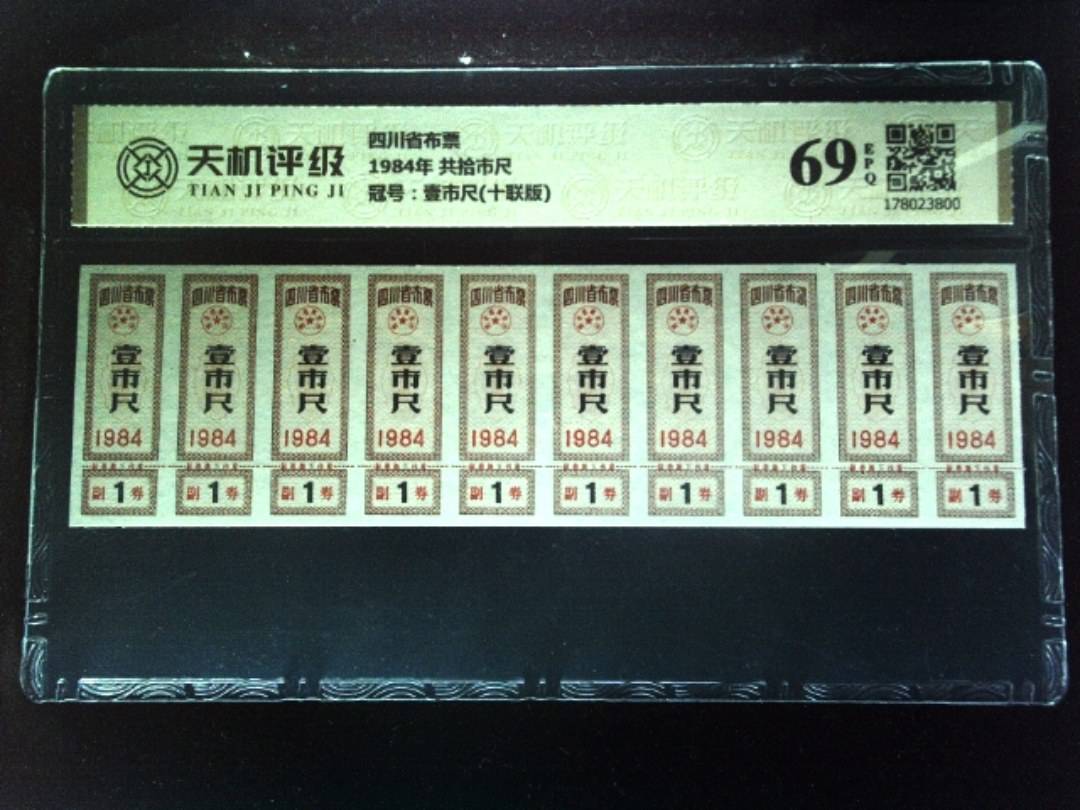 天机评级
TIAN JI PING JI
四川省布票
1984年 共拾市尺
冠号：壹市尺(十联版)
69
EPQ
178023800
四川省布票 四川省布票 四川省布票 四川省布票 四川省布票 四川省布票 四川省布票 四川省布票 四川省布票 四川省布票
壹市尺 壹市尺 壹市尺 壹市尺 壹市尺 壹市尺 壹市尺 壹市尺 壹市尺 壹市尺
1984 1984 1984 1984 1984 1984 1984 1984 1984 1984
副1券 副1券 副1券 副1券 副1券 副1券 副1券 副1券 副1券 副1券